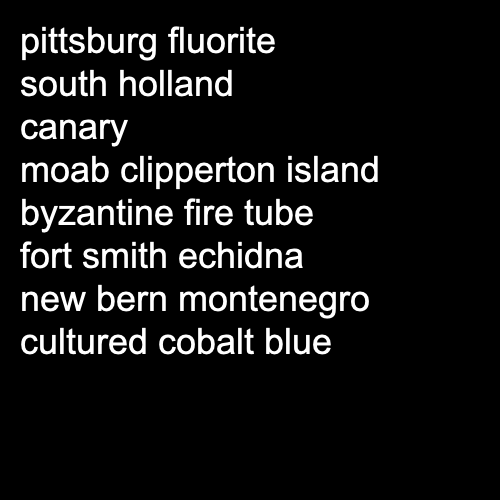 pittsburg fluorite
south holland
canary
moab clipperton island
byzantine fire tube
fort smith echidna
new bern montenegro
cultured cobalt blue